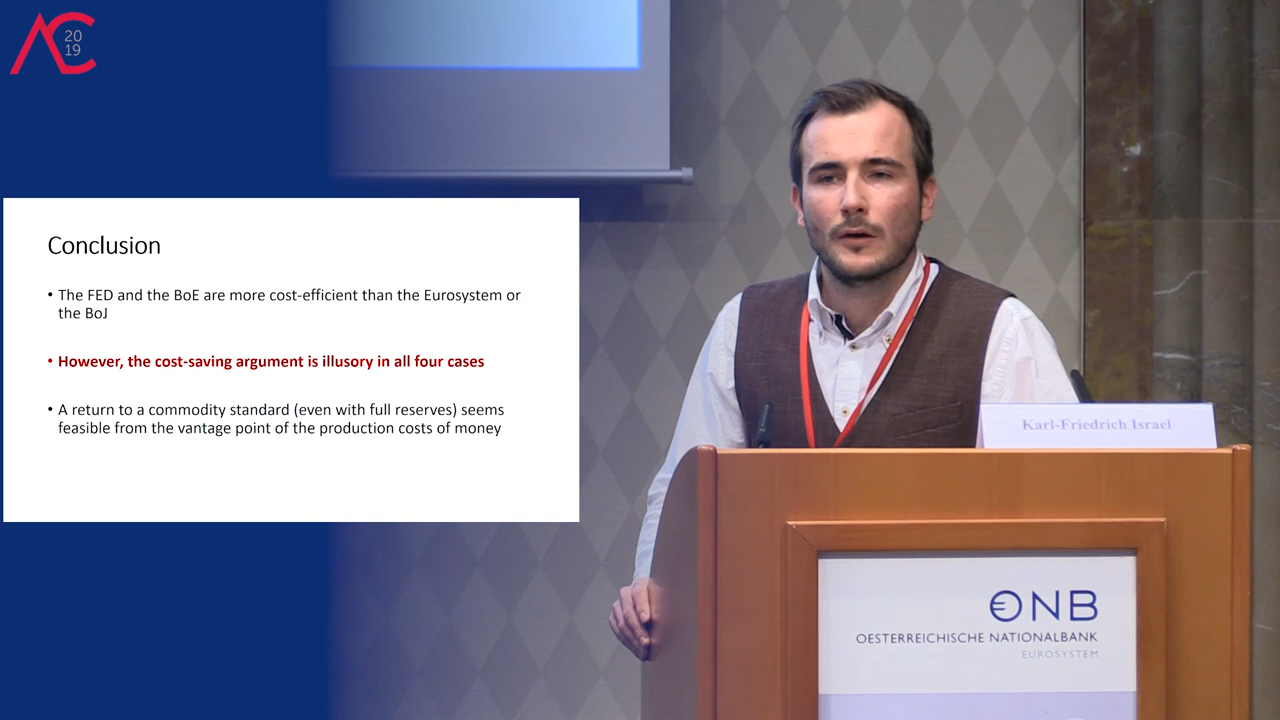 20
19
Conclusion
• The FED and the BoE are more cost-efficient than the Eurosystem or
the BoJ
• However, the cost-saving argument is illusory in all four cases
• A return to a commodity standard (even with full reserves) seems
feasible from the vantage point of the production costs of money
Karl-Friedrich Israel
ONB
OESTERREICHISCHE NATIONALBANK
EUROSYSTEM